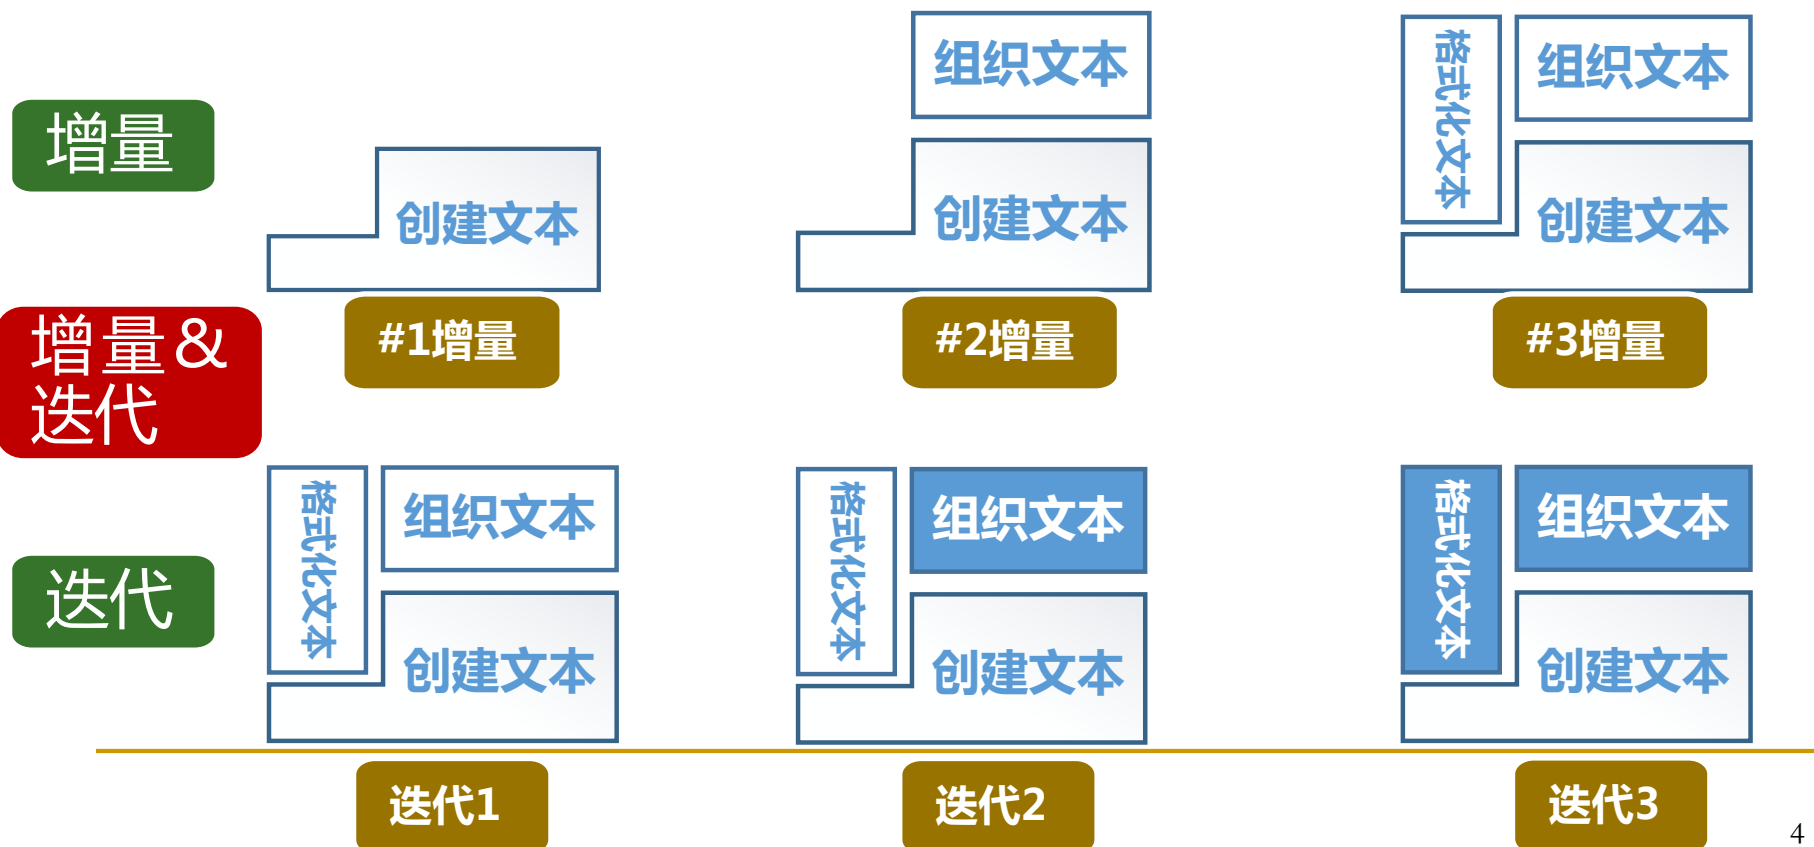 增量
创建文本
#1增量
组织文本
创建文本
#2增量
格式化文本
组织文本
创建文本
#3增量
增量&
迭代
迭代
格式化文本
组织文本
创建文本
迭代1
格式化文本
组织文本
创建文本
迭代2
格式化文本
组织文本
创建文本
迭代3
4